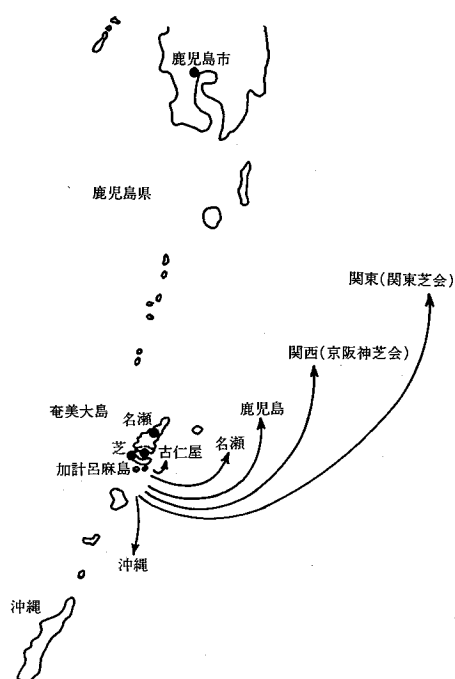 鹿児島市
鹿児島県
関東(関東芝会)
関西(京阪神芝会)
鹿児島
奄美大島
名瀬
名瀬
芝
古仁屋
加計呂麻島
沖縄
沖縄